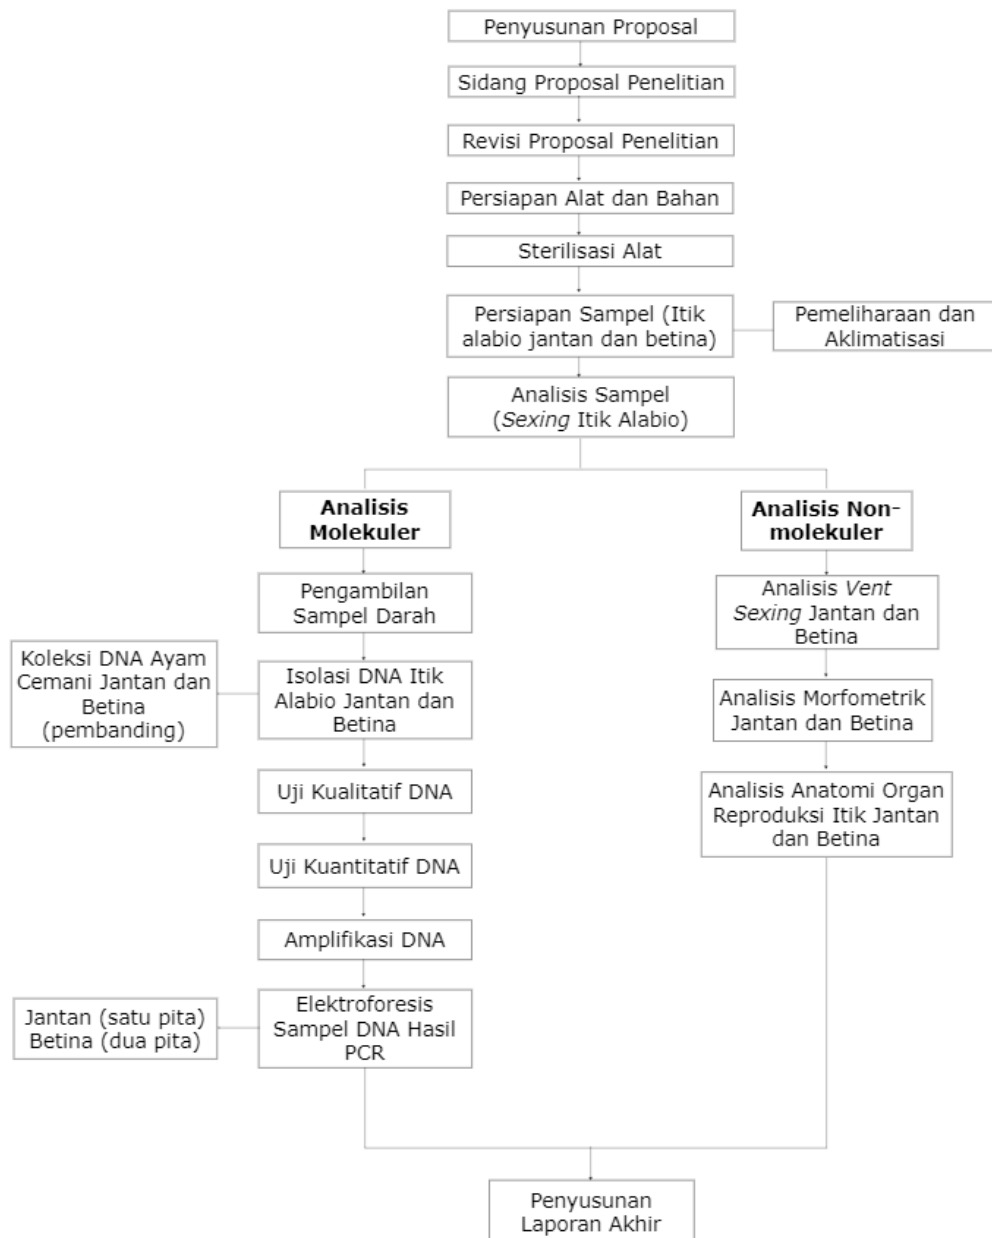 Penyusunan Proposal
Sidang Proposal Penelitian
Revisi Proposal Penelitian
Persiapan Alat dan Bahan
Sterilisasi Alat
Persiapan Sampel (Itik
alabio jantan dan betina)
Pemeliharaan dan
Aklimatisasi
Analisis Sampel
(Sexing Itik Alabio)
Analisis
Molekuler
Pengambilan
Sampel Darah
Koleksi DNA Ayam
Cemani Jantan dan
Betina
(pembanding)
Isolasi DNA Itik
Alabio Jantan dan
Betina
Uji Kualitatif DNA
Uji Kuantitatif DNA
Amplifikasi DNA
Jantan (satu pita)
Betina (dua pita)
Elektroforesis
Sampel DNA Hasil
PCR
Analisis Non-
molekuler
Analisis Vent
Sexing Jantan dan
Betina
Analisis Morfometrik
Jantan dan Betina
Analisis Anatomi Organ
Reproduksi Itik Jantan
dan Betina
Penyusunan
Laporan Akhir